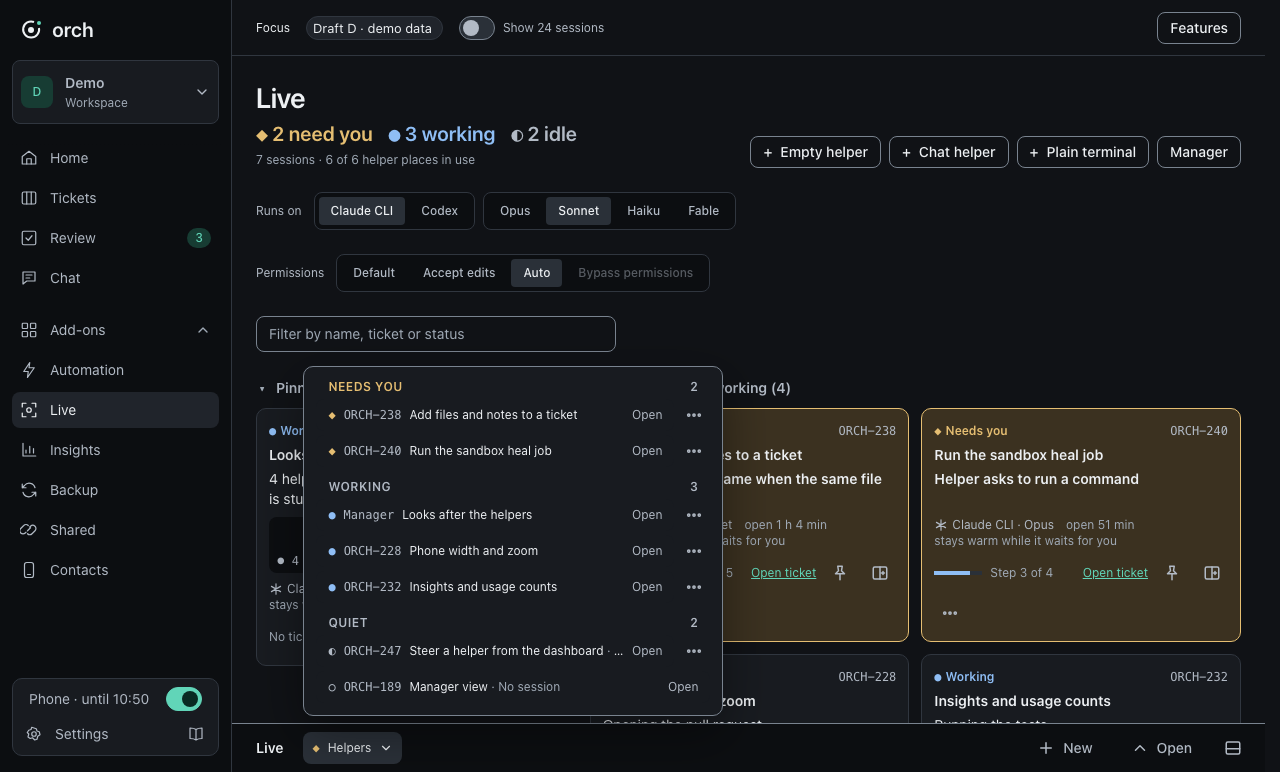 orch
D
Demo
Workspace
Home
Tickets
Review
3
Chat
Add-ons
Automation
Live
Insights
Backup
Shared
Contacts
Phone · until 10:50
Settings
Focus
Draft D · demo data
Show 24 sessions
Features
Live
2 need you
3 working
2 idle
7 sessions · 6 of 6 helper places in use
+ Empty helper
+ Chat helper
+ Plain terminal
Manager
Runs on
Claude CLI
Codex
Opus
Sonnet
Haiku
Fable
Permissions
Default
Accept edits
Auto
Bypass permissions
Filter by name, ticket or status
NEEDS YOU 2
ORCH-238 Add files and notes to a ticket Open •••
ORCH-240 Run the sandbox heal job Open •••
WORKING 3
Manager Looks after the helpers Open •••
ORCH-228 Phone width and zoom Open •••
ORCH-232 Insights and usage counts Open •••
QUIET 2
ORCH-247 Steer a helper from the dashboard · … Open •••
ORCH-189 Manager view · No session Open
orking (4)
4 help
is stu
4
stays
No tic
ORCH-238
s to a ticket
ame when the same file
open 1 h 4 min
aits for you
5
Open ticket
Needs you
ORCH-240
Run the sandbox heal job
Helper asks to run a command
Claude CLI · Opus open 51 min
stays warm while it waits for you
Step 3 of 4
Open ticket
•••
ORCH-228
zoom
Working
ORCH-232
Insights and usage counts
Live
Helpers
New
Open